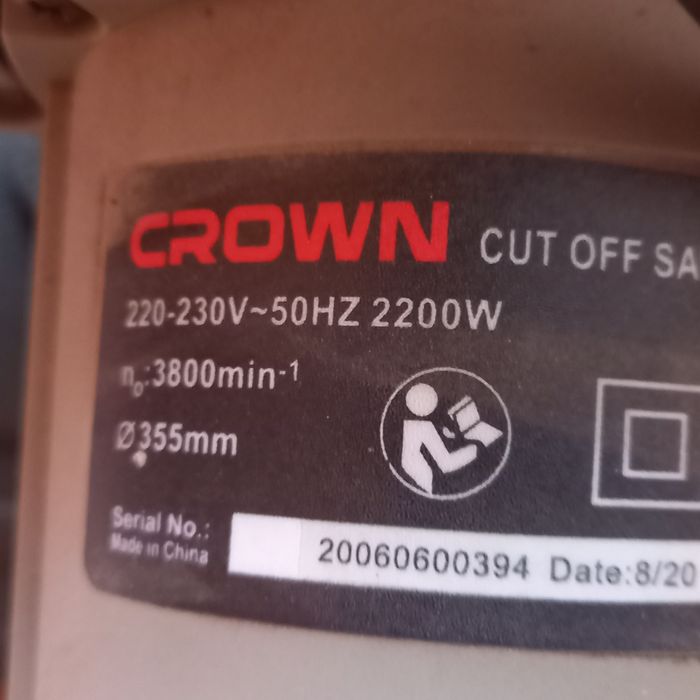 CROWN CUT OFF SA
220-230V~50HZ 2200W
n₀:3800min⁻¹
Ø355mm
Serial No.:
Made in China
20060600394 Date:8/20